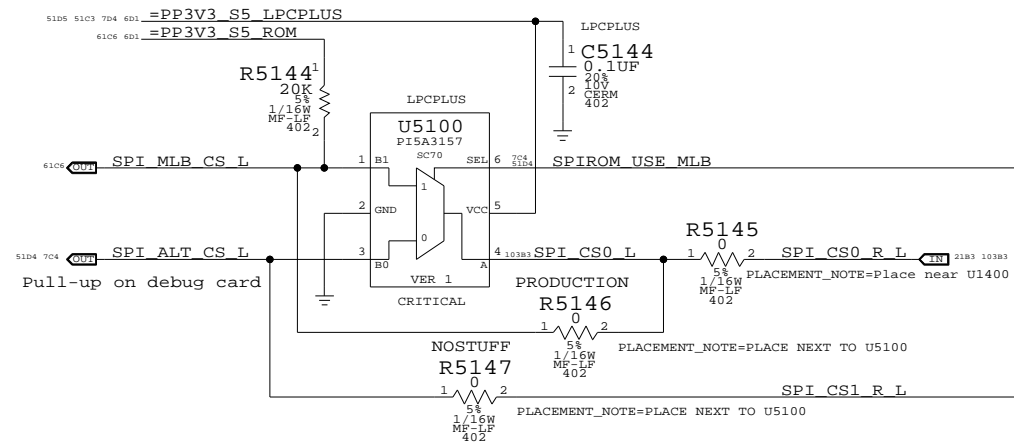 51D5 51C3 7D4 6D1 =PP3V3_S5_LPCPLUS
61C6 6D1 =PP3V3_S5_ROM
LPCPLUS
1 C5144
0.1UF
20%
10V
CERM
402
2
R5144 1
20K
5%
1/16W
MF-LF
402 2
LPCPLUS
U5100
PI5A3157
SC70
61C6 OUT SPI_MLB_CS_L 1 B1 SEL 6 7C4 51D4 SPIROM_USE_MLB
1
2 GND VCC 5
0
51D4 7C4 OUT SPI_ALT_CS_L 3 B0 A 4 103B3 SPI_CS0_L
VER 1
CRITICAL
Pull-up on debug card
R5145
0
1 2 SPI_CS0_R_L IN 21B3 103B3
5%
1/16W
MF-LF
402
PLACEMENT_NOTE=Place near U1400
PRODUCTION
R5146
0
1 2
5%
1/16W
MF-LF
402
PLACEMENT_NOTE=PLACE NEXT TO U5100
NOSTUFF
R5147
0
1 2 SPI_CS1_R_L
5%
1/16W
MF-LF
402
PLACEMENT_NOTE=PLACE NEXT TO U5100